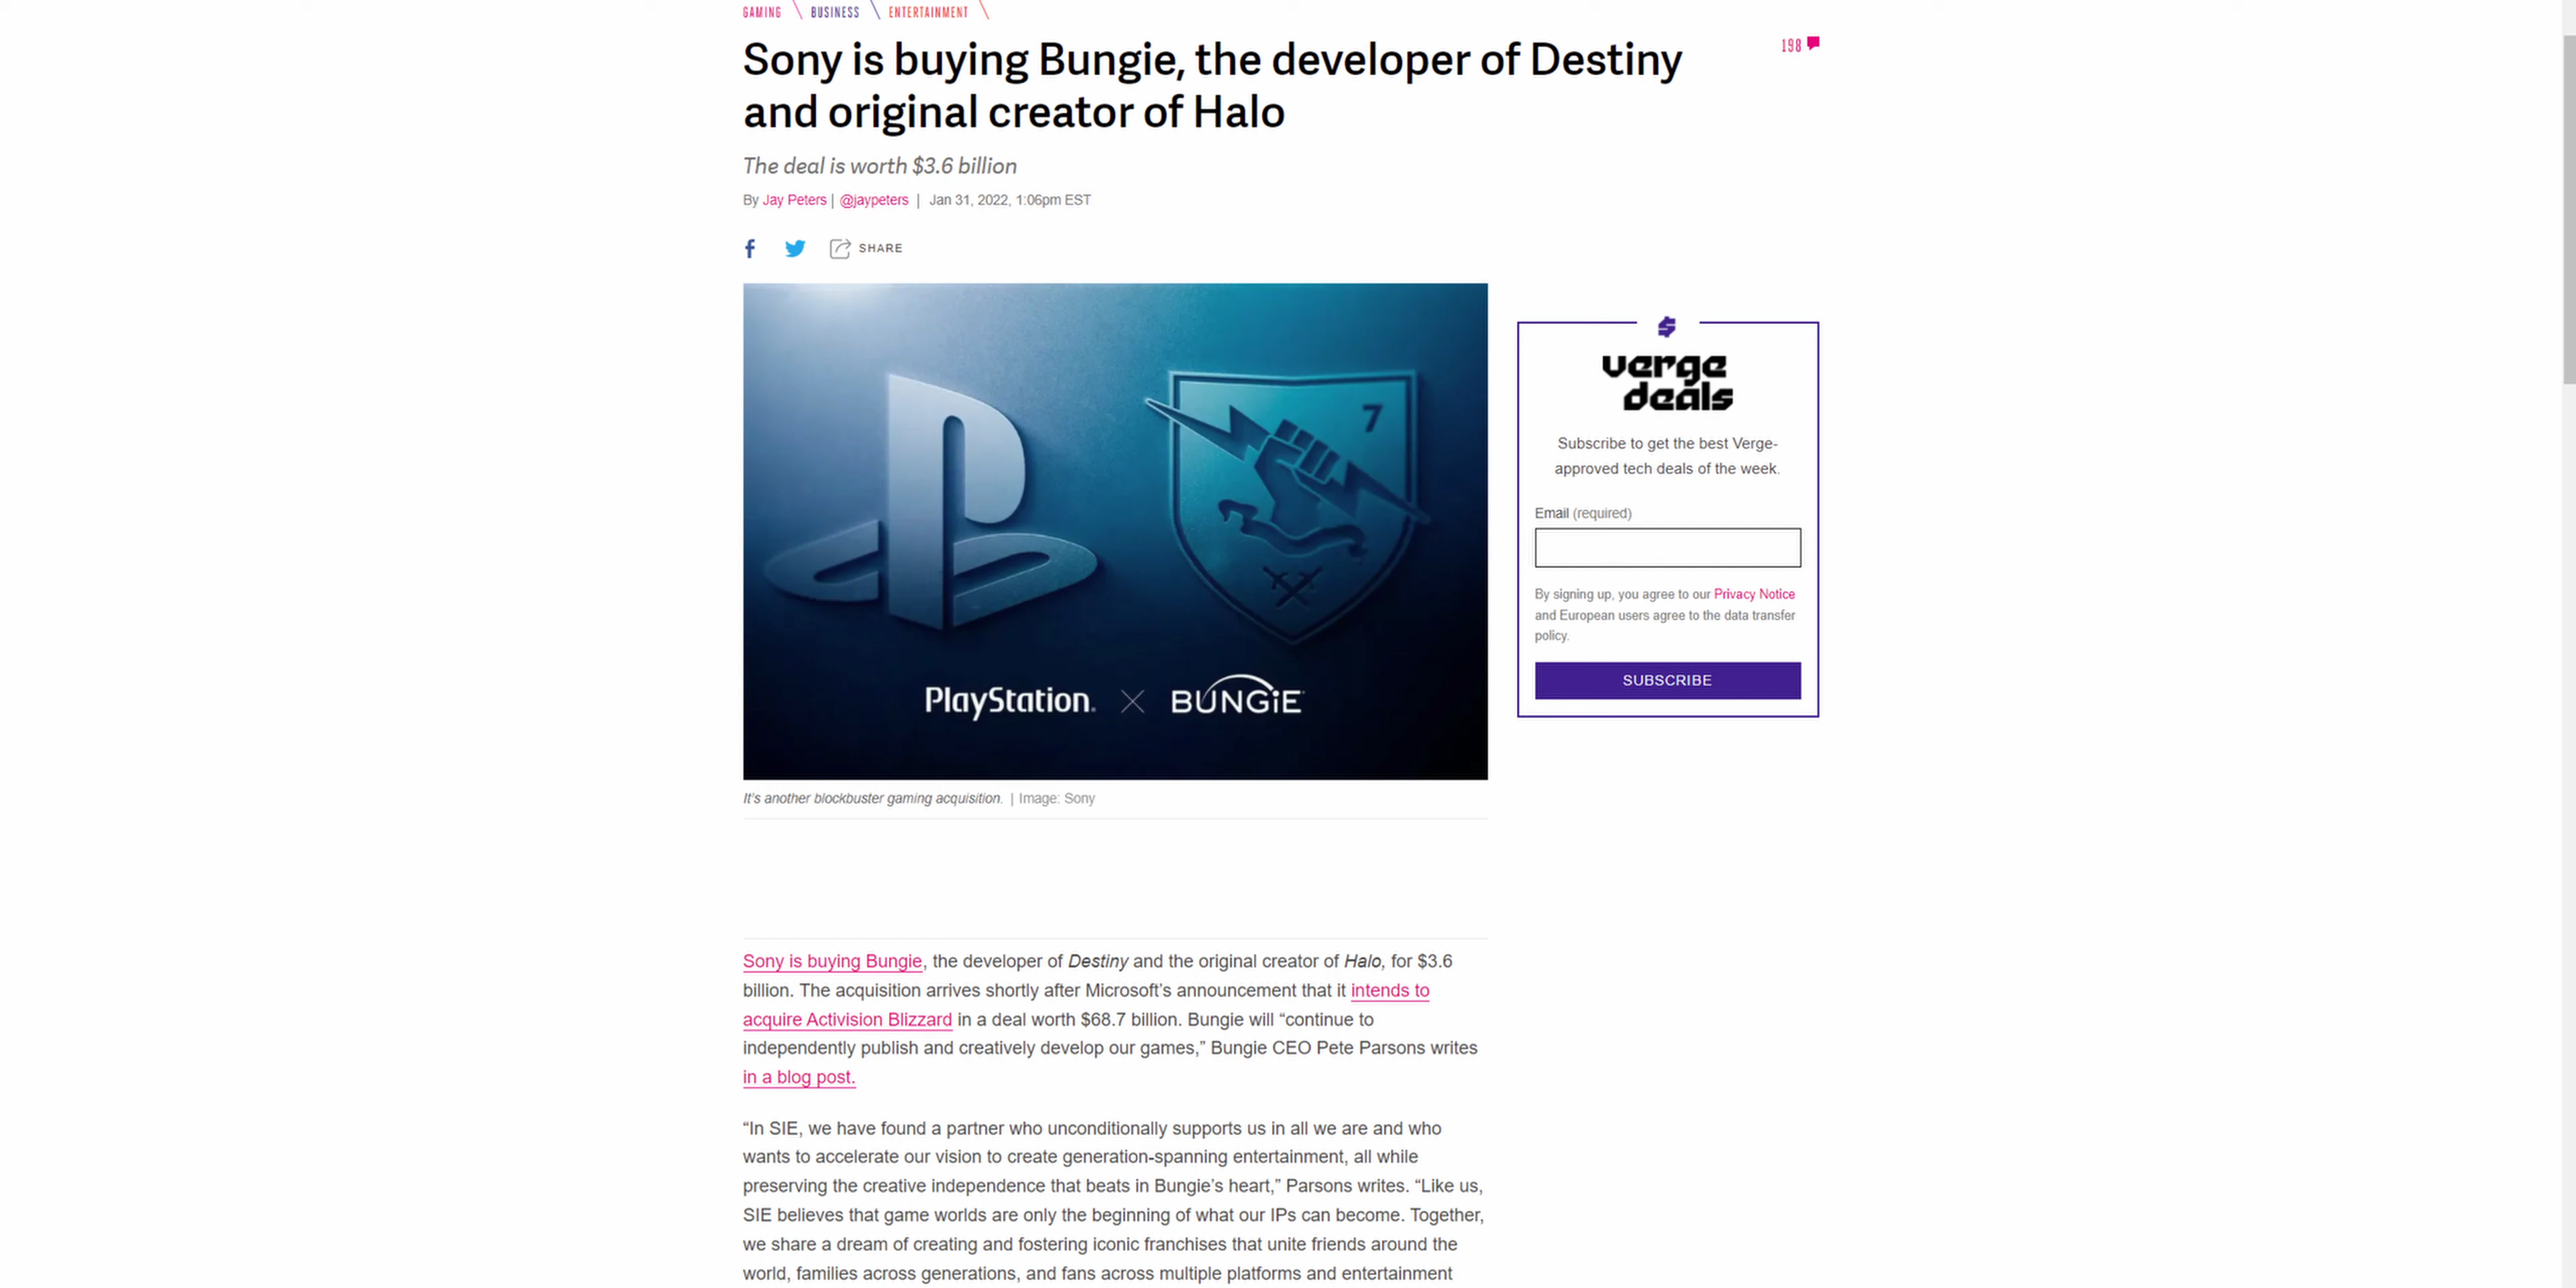 GAMING BUSINESS ENTERTAINMENT
Sony is buying Bungie, the developer of Destiny
and original creator of Halo
198
The deal is worth $3.6 billion
By Jay Peters | @jaypeters | Jan 31, 2022, 1:06pm EST
SHARE
7
PlayStation. BUNGiE
It's another blockbuster gaming acquisition. | Image: Sony
verge
deals
Subscribe to get the best Verge-
approved tech deals of the week.
Email (required)
By signing up, you agree to our Privacy Notice
and European users agree to the data transfer
policy.
SUBSCRIBE
Sony is buying Bungie, the developer of Destiny and the original creator of Halo, for $3.6
billion. The acquisition arrives shortly after Microsoft’s announcement that it intends to
acquire Activision Blizzard in a deal worth $68.7 billion. Bungie will “continue to
independently publish and creatively develop our games,” Bungie CEO Pete Parsons writes
in a blog post.
“In SIE, we have found a partner who unconditionally supports us in all we are and who
wants to accelerate our vision to create generation-spanning entertainment, all while
preserving the creative independence that beats in Bungie’s heart,” Parsons writes. “Like us,
SIE believes that game worlds are only the beginning of what our IPs can become. Together,
we share a dream of creating and fostering iconic franchises that unite friends around the
world, families across generations, and fans across multiple platforms and entertainment